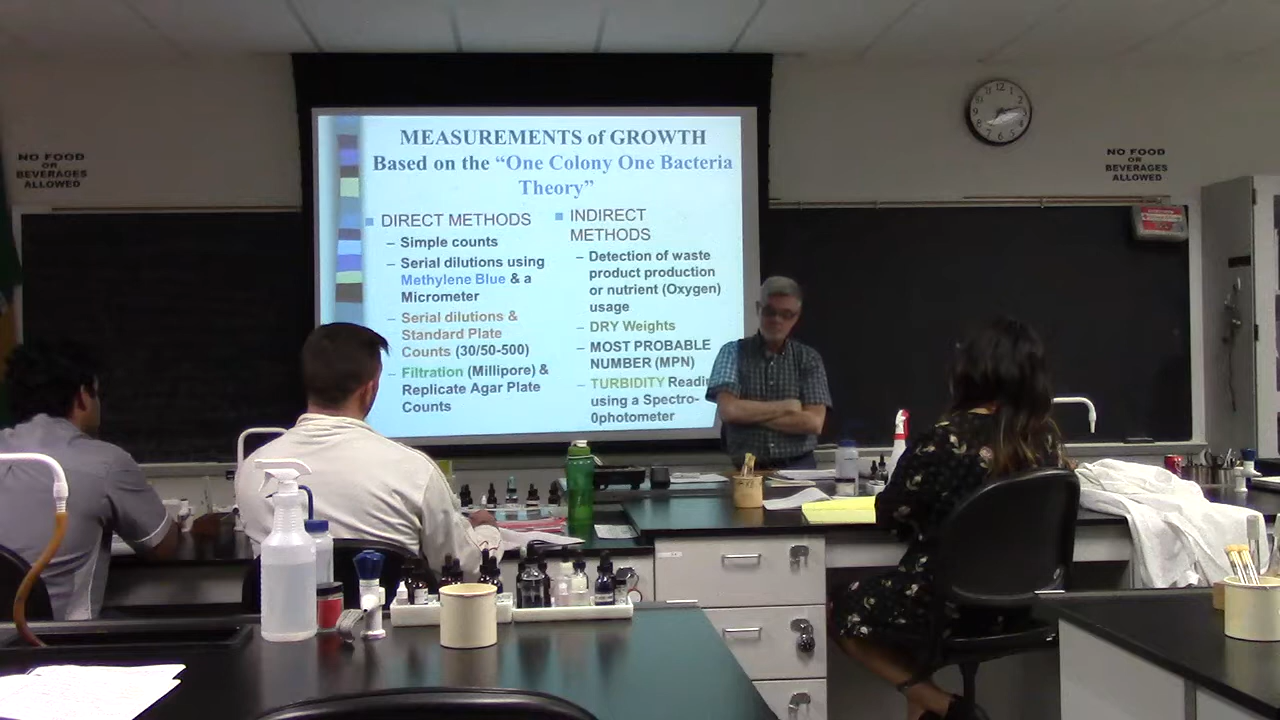 NO FOOD
OR
BEVERAGES
ALLOWED
MEASUREMENTS of GROWTH
Based on the “One Colony One Bacteria
Theory”
DIRECT METHODS
– Simple counts
– Serial dilutions using
Methylene Blue & a
Micrometer
– Serial dilutions &
Standard Plate
Counts (30/50-500)
– Filtration (Millipore) &
Replicate Agar Plate
Counts
INDIRECT
METHODS
– Detection of waste
product production
or nutrient (Oxygen)
usage
– DRY Weights
– MOST PROBABLE
NUMBER (MPN)
– TURBIDITY Readi
using a Spectro-
0photometer
NO FOOD
OR
BEVERAGES
ALLOWED